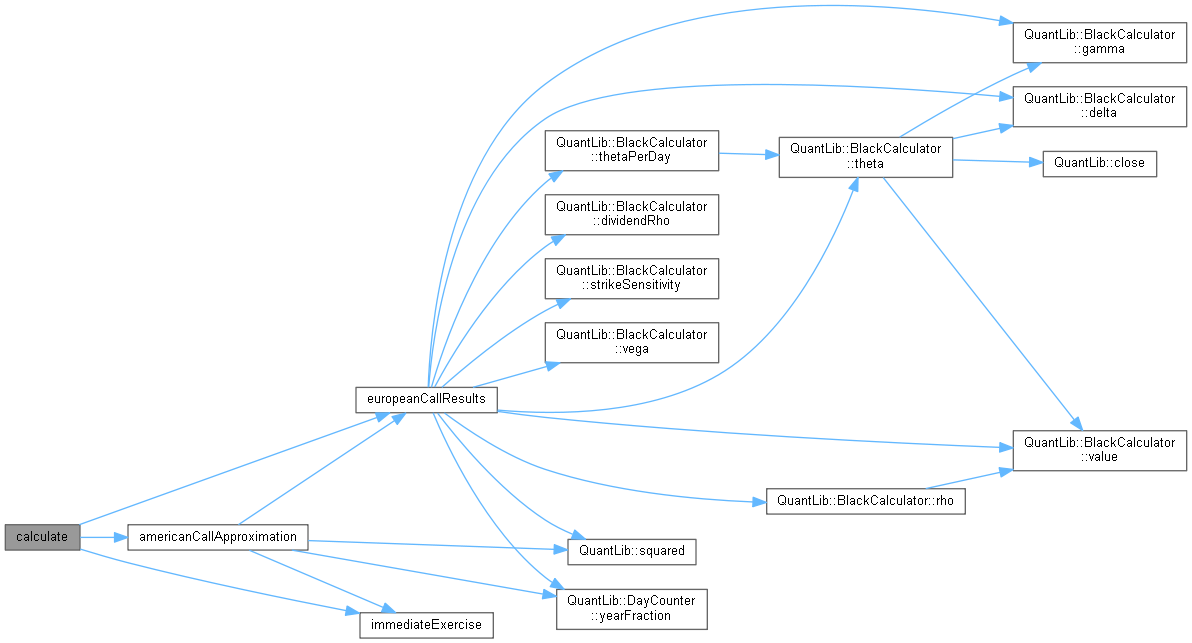 QuantLib::BlackCalculator
::gamma
QuantLib::BlackCalculator
::delta
QuantLib::BlackCalculator
::thetaPerDay
QuantLib::BlackCalculator
::theta
QuantLib::close
QuantLib::BlackCalculator
::dividendRho
QuantLib::BlackCalculator
::strikeSensitivity
QuantLib::BlackCalculator
::vega
europeanCallResults
QuantLib::BlackCalculator
::value
QuantLib::BlackCalculator::rho
calculate
americanCallApproximation
QuantLib::squared
QuantLib::DayCounter
::yearFraction
immediateExercise